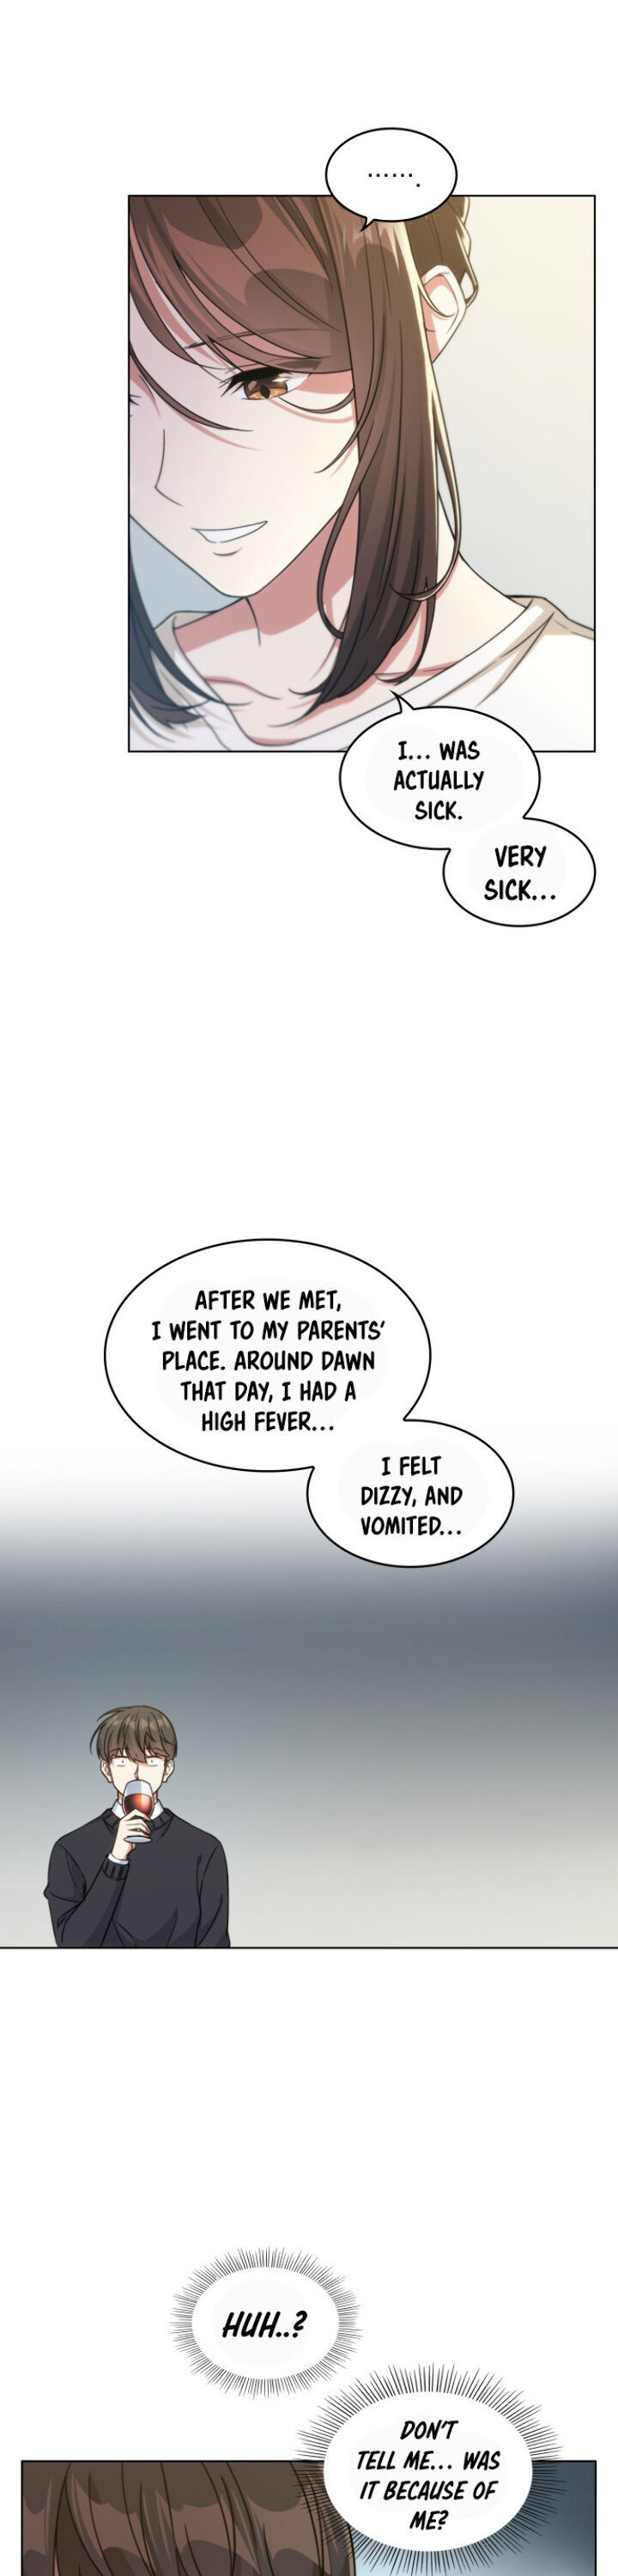 .......
I... WAS
ACTUALLY
SICK.
VERY
SICK...
AFTER WE MET,
I WENT TO MY PARENTS'
PLACE. AROUND DAWN
THAT DAY, I HAD A
HIGH FEVER...
I FELT
DIZZY, AND
VOMITED...
HUH..?
DON'T
TELL ME... WAS
IT BECAUSE OF
ME?